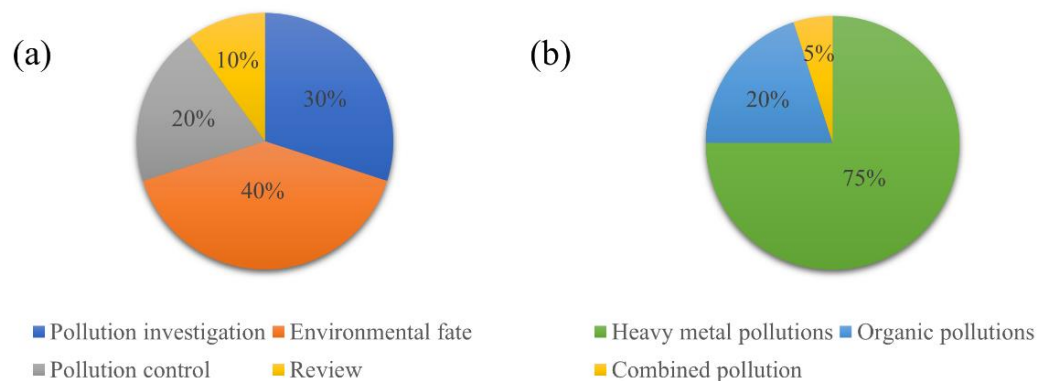 (a)
10%
30%
20%
40%
Pollution investigation Environmental fate
Pollution control Review
(b)
5%
20%
75%
Heavy metal pollutions Organic pollutions
Combined pollution